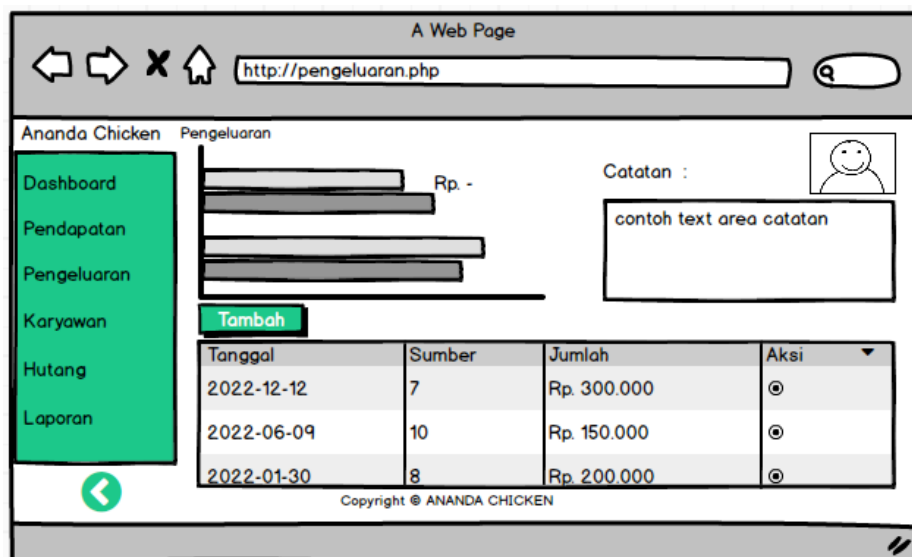 A Web Page
http://pengeluaran.php
Ananda Chicken
Pengeluaran
Dashboard
Pendapatan
Pengeluaran
Karyawan
Hutang
Laporan
Rp. -
Catatan :
contoh text area catatan
Tambah
Tanggal Sumber Jumlah Aksi
2022-12-12 7 Rp. 300.000
2022-06-09 10 Rp. 150.000
2022-01-30 8 Rp. 200.000
Copyright © ANANDA CHICKEN